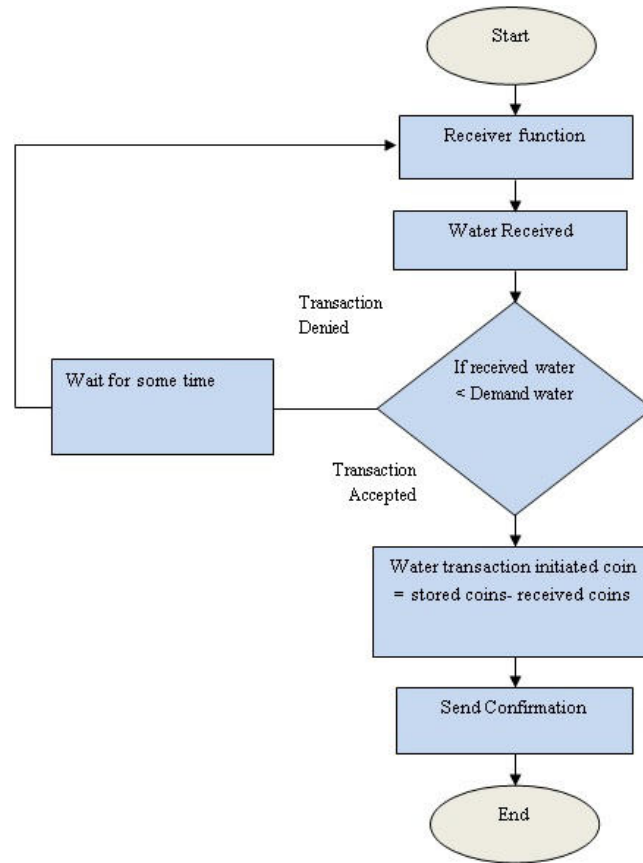 Start
Receiver function
Water Received
Transaction
Denied
If received water
< Demand water
Wait for some time
Transaction
Accepted
Water transaction initiated coin
= stored coins- received coins
Send Confirmation
End